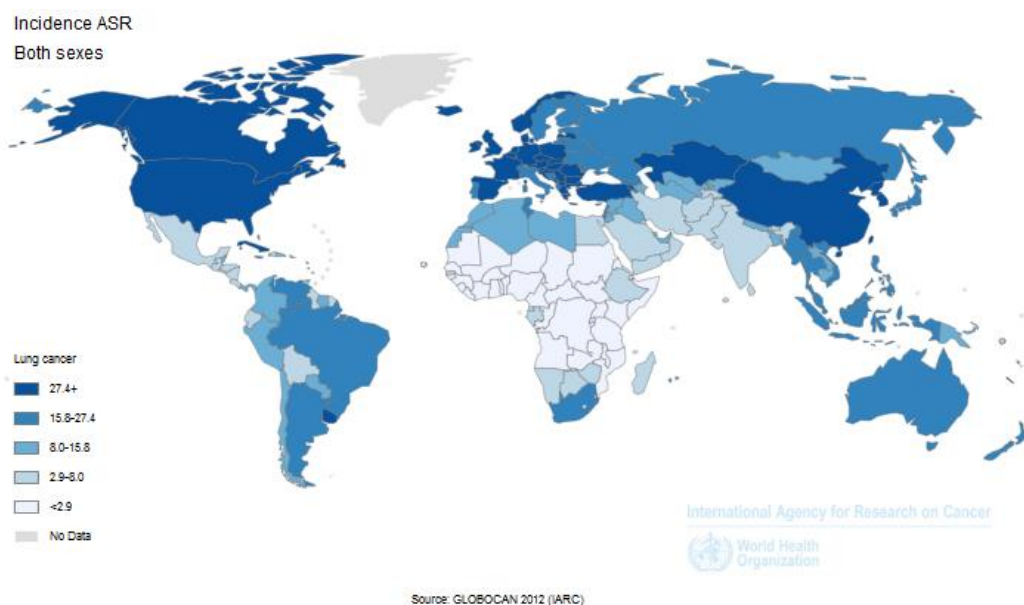 Incidence ASR
Both sexes
Lung cancer
27.4+
15.8-27.4
8.0-15.8
2.9-8.0
<2.9
No Data
International Agency for Research on Cancer
World Health
Organization
Source: GLOBOCAN 2012 (IARC)